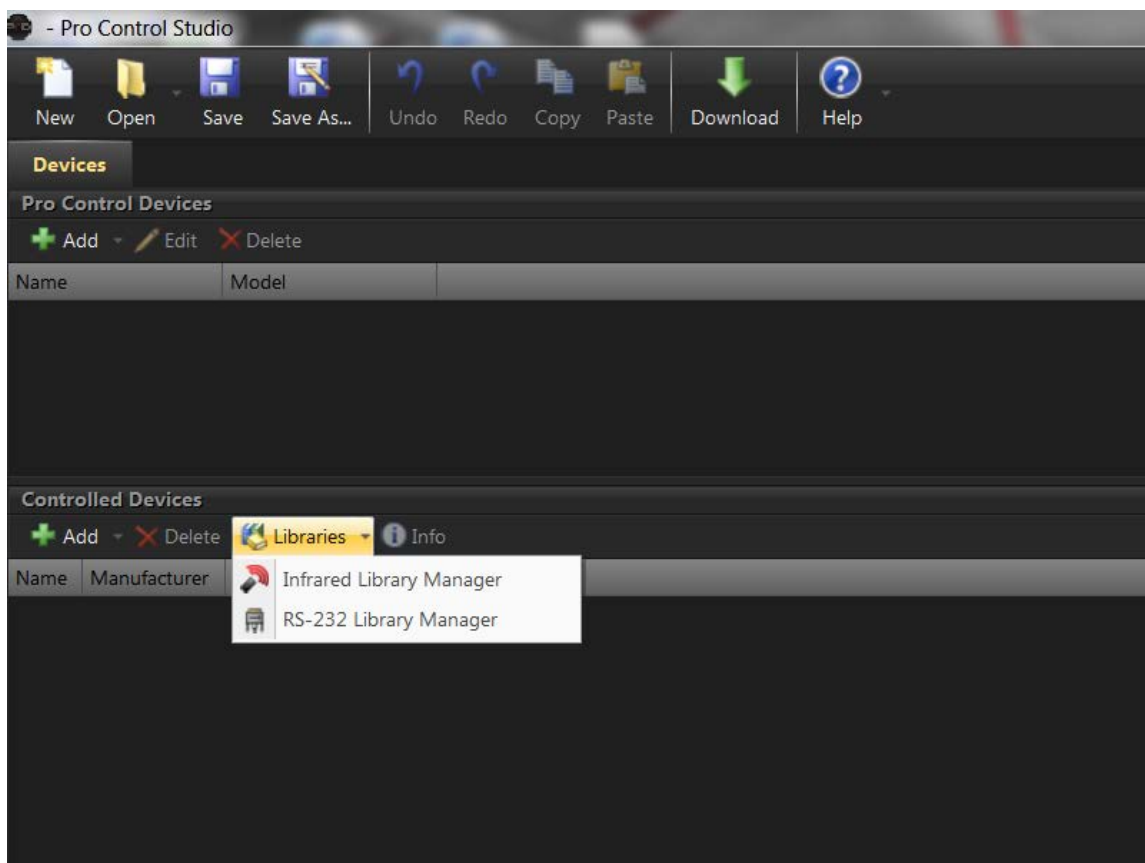 - Pro Control Studio
New Open Save Save As... Undo Redo Copy Paste Download Help
Devices
Pro Control Devices
Add Edit Delete
Name Model
Controlled Devices
Add Delete Libraries Info
Name Manufacturer
Infrared Library Manager
RS-232 Library Manager